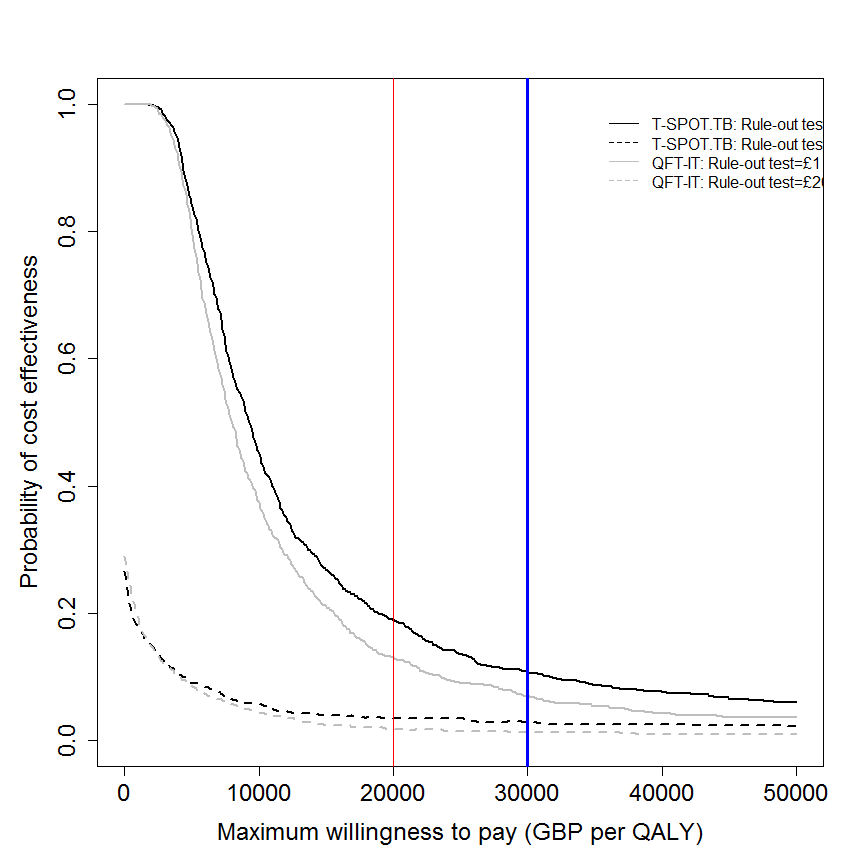 T-SPOT.TB: Rule-out tes
T-SPOT.TB: Rule-out tes
QFT-IT: Rule-out test=£1
QFT-IT: Rule-out test=£20
Probability of cost effectiveness
1.0
0.8
0.6
0.4
0.2
0.0
0 10000 20000 30000 40000 50000
Maximum willingness to pay (GBP per QALY)